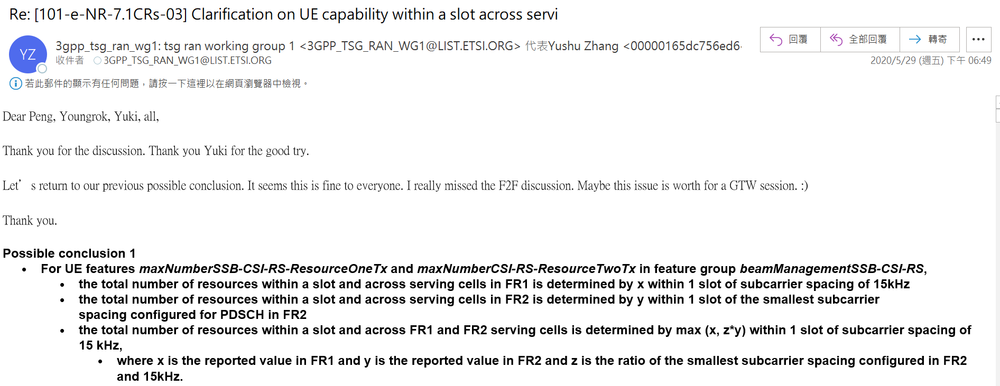 Re: [101-e-NR-7.1CRs-03] Clarification on UE capability within a slot across servi
YZ
3gpp_tsg_ran_wg1: tsg ran working group 1 <3GPP_TSG_RAN_WG1@LIST.ETSI.ORG> 代表Yushu Zhang <00000165dc756ed6-
收件者 3GPP_TSG_RAN_WG1@LIST.ETSI.ORG
回覆
全部回覆
轉寄
2020/5/29 (週五) 下午 06:49
若此郵件的顯示有任何問題，請按一下這裡以在網頁瀏覽器中檢視。
Dear Peng, Youngrok, Yuki, all,
Thank you for the discussion. Thank you Yuki for the good try.
Let’s return to our previous possible conclusion. It seems this is fine to everyone. I really missed the F2F discussion. Maybe this issue is worth for a GTW session. :)
Thank you.
Possible conclusion 1
• For UE features maxNumberSSB-CSI-RS-ResourceOneTx and maxNumberCSI-RS-ResourceTwoTx in feature group beamManagementSSB-CSI-RS,
• the total number of resources within a slot and across serving cells in FR1 is determined by x within 1 slot of subcarrier spacing of 15kHz
• the total number of resources within a slot and across serving cells in FR2 is determined by y within 1 slot of the smallest subcarrier
spacing configured for PDSCH in FR2
• the total number of resources within a slot and across FR1 and FR2 serving cells is determined by max (x, z*y) within 1 slot of subcarrier spacing of
15 kHz,
• where x is the reported value in FR1 and y is the reported value in FR2 and z is the ratio of the smallest subcarrier spacing configured in FR2
and 15kHz.